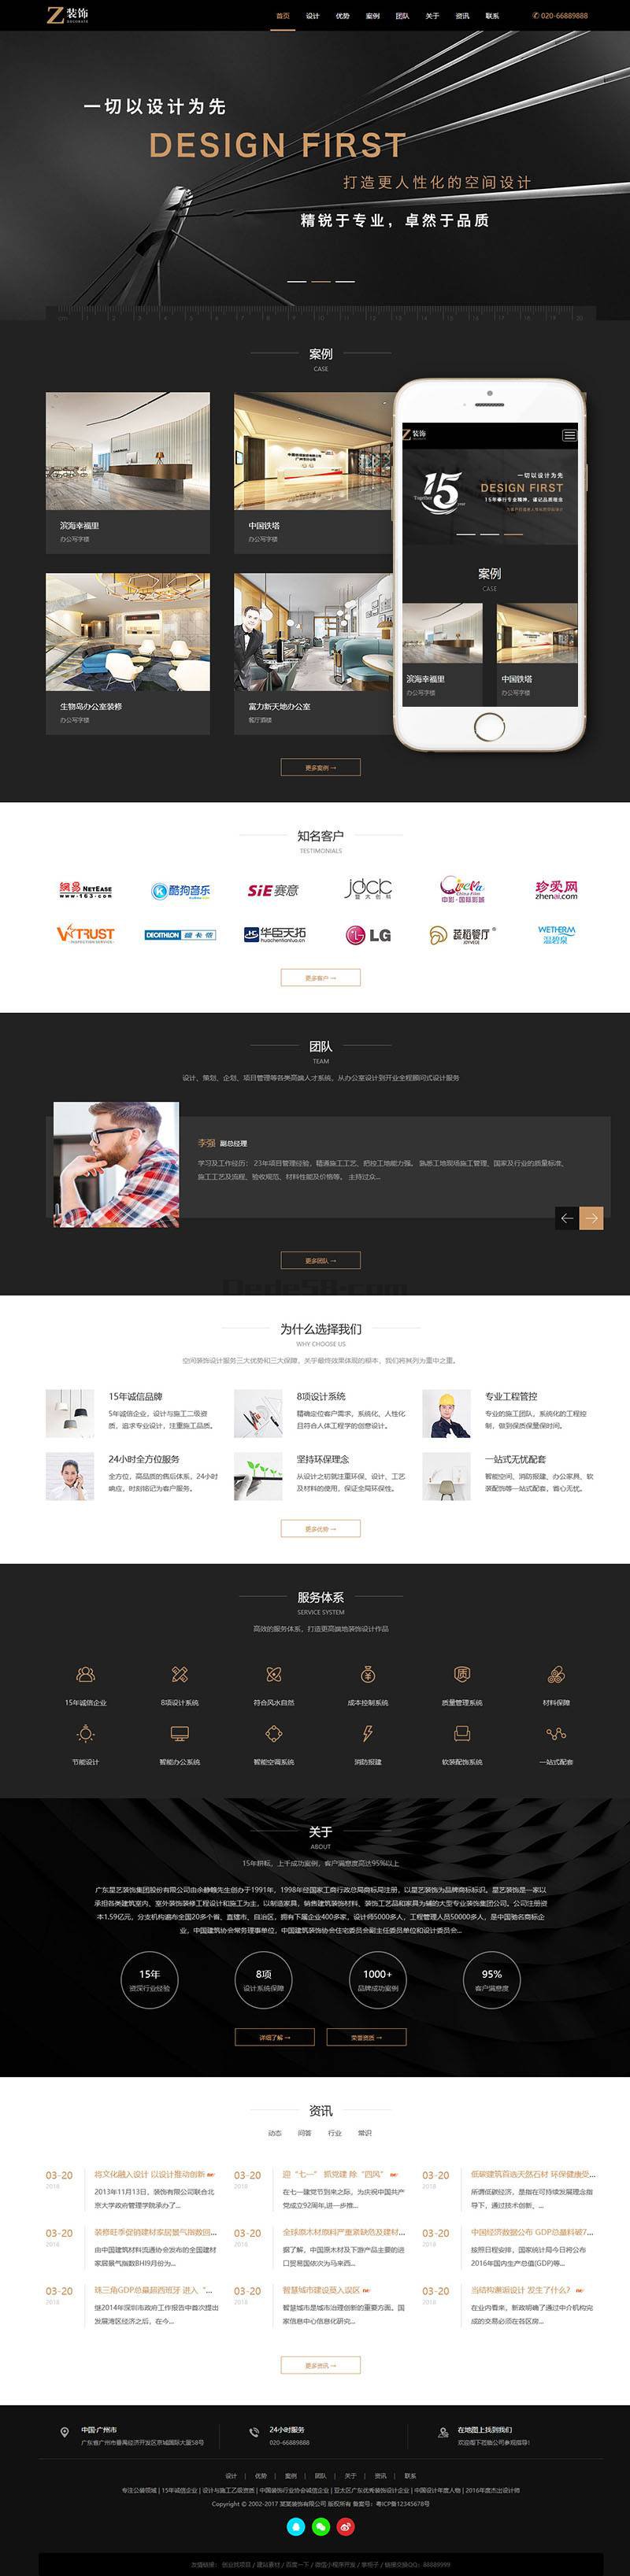 Z 装饰
首页 设计 优势 案例 团队 关于 资讯 联系
020-66889888
一切以设计为先
DESIGN FIRST
打造更人性化的空间设计
精锐于专业，卓然于品质
案例
CASE
滨海幸福里
办公写字楼
中国铁塔
办公写字楼
生物岛办公室装修
办公写字楼
富力新天地办公室
客厅酒楼
Z 装饰
15
一切以设计为先
DESIGN FIRST
案例
CASE
滨海幸福里
办公写字楼
中国铁塔
办公写字楼
更多案例 →
知名客户
TESTIMONIALS
網易 NETEASE
www.163.com
酷狗音乐
SIE 赛意
中影·国际影城
珍爱网
zhenai.com
TRUST
INSPECTION SERVICE
DECATHLON 迪卡侬
华臣天拓
huachentiantuo.cn
LG
蔬稻餐厅
WETHERM
温碧泉
更多客户 →
团队
TEAM
设计、策划、企划、项目管理等各类高端人才系统，从办公室设计到开业全程顾问式设计服务
李强 副总经理
学习及工作经历： 23年项目管理经验，精通施工工艺、把控工地能力强。 熟悉工地现场施工管理、国家及行业的质量标准、
施工工艺及流程、验收规范、材料性能及价格等。 主持过众...
更多团队 →
为什么选择我们
WHY CHOOSE US
空间装饰设计服务三大优势和三大保障，关乎最终效果体现的根本，我们将其列为重中之重。
15年诚信品牌
5年诚信企业，设计与施工二级资
质，追求专业设计，注重施工品质。
8项设计系统
精确定位客户需求，系统化、人性化
且符合人体工程学的创意设计。
专业工程管控
专业的施工团队，系统化的工程控
制，做到保质保量保时间。
24小时全方位服务
全方位，高品质的售后体系，24小时
响应，时刻铭记为客户服务。
坚持环保理念
从设计之初就注重环保、设计、工艺
及材料的使用，保证全局环保性。
一站式无忧配套
智能空间、消防报建、办公家具、软
装配饰等一站式配套，省心无忧。
更多优势 →
服务体系
SERVICE SYSTEM
高效的服务体系，打造更高端地装饰设计作品
15年诚信企业 8项设计系统 符合风水自然 成本控制系统 质量管理系统 材料保障
节能设计 智能办公系统 智能空调系统 消防报建 软装配饰系统 一站式配套
关于
ABOUT
15年耕耘，上千成功案例，客户满意度高达95%以上
广东星艺装饰集团股份有限公司由余静赣先生创办于1991年，1998年经国家工商行政总局商标局注册，以星艺装饰为品牌商标标识。星艺装饰是一家以
承担各类建筑室内、室外装饰装修工程设计和施工为主，以制造家具、销售建筑装饰材料、装饰工艺品和家具为辅的大型专业装饰集团公司。公司注册资
本1.59亿元，分支机构遍布全国20多个省、直辖市、自治区，拥有下属企业400多家，设计师5000多人，工程管理人员50000多人，是中国驰名商标企
业，中国建筑装饰协会常务理事单位，中国建筑装饰协会住宅委员会副主任委员单位和设计委员会...
15年
资深行业经验
8项
设计系统保障
1000+
品牌成功案例
95%
客户满意度
详细了解 →
荣誉资质 →
资讯
动态 问答 行业 常识
03-20
2018
将文化融入设计 以设计推动创新
2013年11月13日，装饰有限公司联合北
京大学政府管理学院承办了...
03-20
2018
迎“七一” 抓党建 除“四风”
在七一建党节到来之际，为庆祝中国共产
党成立92周年,进一步推...
03-20
2018
低碳建筑首选天然石材 环保健康受...
所谓低碳经济，是指在可持续发展理念指
导下，通过技术创新、...
03-20
2018
装修旺季促销建材家居景气指数回...
由中国建筑材料流通协会发布的全国建材
家居景气指数BHI9月份为...
03-20
2018
全球原木材原料严重紧缺危及建材...
据了解，中国原木材及下游产品主要的进
口贸易国依次为马来西...
03-20
2018
中国经济数据公布 GDP总量料破7...
按照日程安排，国家统计局今日将公布
2016年国内生产总值(GDP)等...
03-20
2018
珠三角GDP总量超西班牙 进入“...
继2014年深圳市政府工作报告中首次提出
发展湾区经济之后，在今...
03-20
2018
智慧城市建设莫入误区
智慧城市是城市治理创新的重要方面。国
家信息中心信息化研究...
03-20
2018
当结构邂逅设计 发生了什么？
在业内看来，新政明确了通过中介机构完
成的交易必须在各区房...
更多资讯 →
中国·广州市
广东省广州市番禺经济开发区京城国际大厦58号
24小时服务
020-66889888
在地图上找到我们
欢迎阁下莅临公司参观指导!
设计 | 优势 | 案例 | 团队 | 关于 | 资讯 | 联系
专注公装领域 | 15年诚信企业 | 设计与施工乙级资质 | 中国装饰行业协会诚信企业 | 亚太区广东优秀装饰设计企业 | 中国设计年度人物 | 2016年度杰出设计师
Copyright © 2002-2017 某某装饰有限公司 版权所有 备案号：粤ICP备12345678号